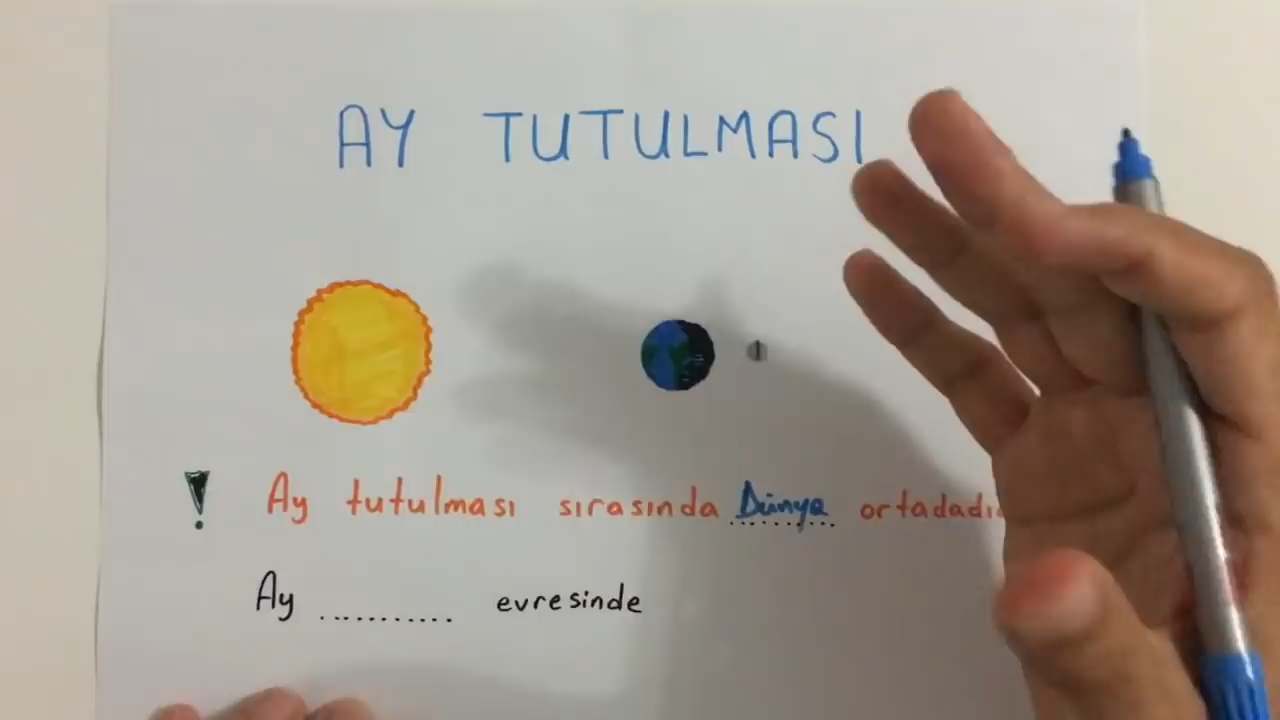 AY TUTULMASI
! Ay tutulması sırasında Dünya ortadadı
Ay ........... evresinde